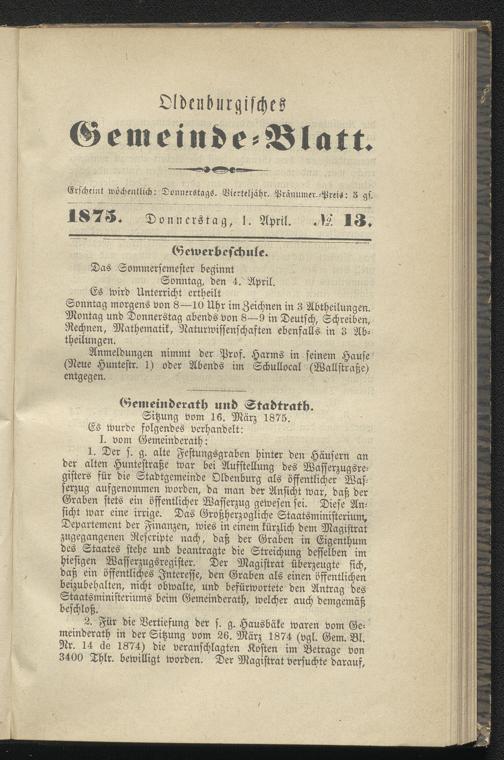 Oldenburgisches
Gemeinde-Blatt.
Erscheint wöchentlich: Donnerstags. Vierteljähr. Pränumer.-Preis: 5 gs.
1875. Donnerstag, 1. April. № 13.
Gewerbeschule.
Das Sommersemester beginnt
Sonntag, den 4. April.
Es wird Unterricht ertheilt
Sonntag morgens von 8—10 Uhr im Zeichnen in 3 Abtheilungen.
Montag und Donnerstag abends von 8—9 in Deutsch, Schreiben,
Rechnen, Mathematik, Naturwissenschaften ebenfalls in 3 Ab-
theilungen.
Anmeldungen nimmt der Prof. Harms in seinem Hause
(Neue Huntestr. 1) oder Abends im Schullocal (Wallstraße)
entgegen.
Gemeinderath und Stadtrath.
Sitzung vom 16. März 1875.
Es wurde folgendes verhandelt:
I. vom Gemeinderath:
1. Der s. g. alte Festungsgraben hinter den Häusern an
der alten Huntestraße war bei Aufstellung des Wasserzugsre-
gisters für die Stadtgemeinde Oldenburg als öffentlicher Was-
serzug aufgenommen worden, da man der Ansicht war, daß der
Graben stets ein öffentlicher Wasserzug gewesen sei. Diese An-
sicht war eine irrige. Das Großherzogliche Staatsministerium,
Departement der Finanzen, wies in einem kürzlich dem Magistrat
zugegangenen Rescripte nach, daß der Graben in Eigenthum
des Staates stehe und beantragte die Streichung desselben im
hiesigen Wasserzugsregister. Der Magistrat überzeugte sich,
daß ein öffentliches Interesse, den Graben als einen öffentlichen
beizubehalten, nicht obwalte, und befürwortete den Antrag des
Staatsministeriums beim Gemeinderath, welcher auch demgemäß
beschloß.
2. Für die Vertiefung der s. g. Hausbäke waren vom Ge-
meinderath in der Sitzung vom 26. März 1874 (vgl. Gem. Bl.
Nr. 14 de 1874) die veranschlagten Kosten im Betrage von
3400 Thlr. bewilligt worden. Der Magistrat versuchte darauf,